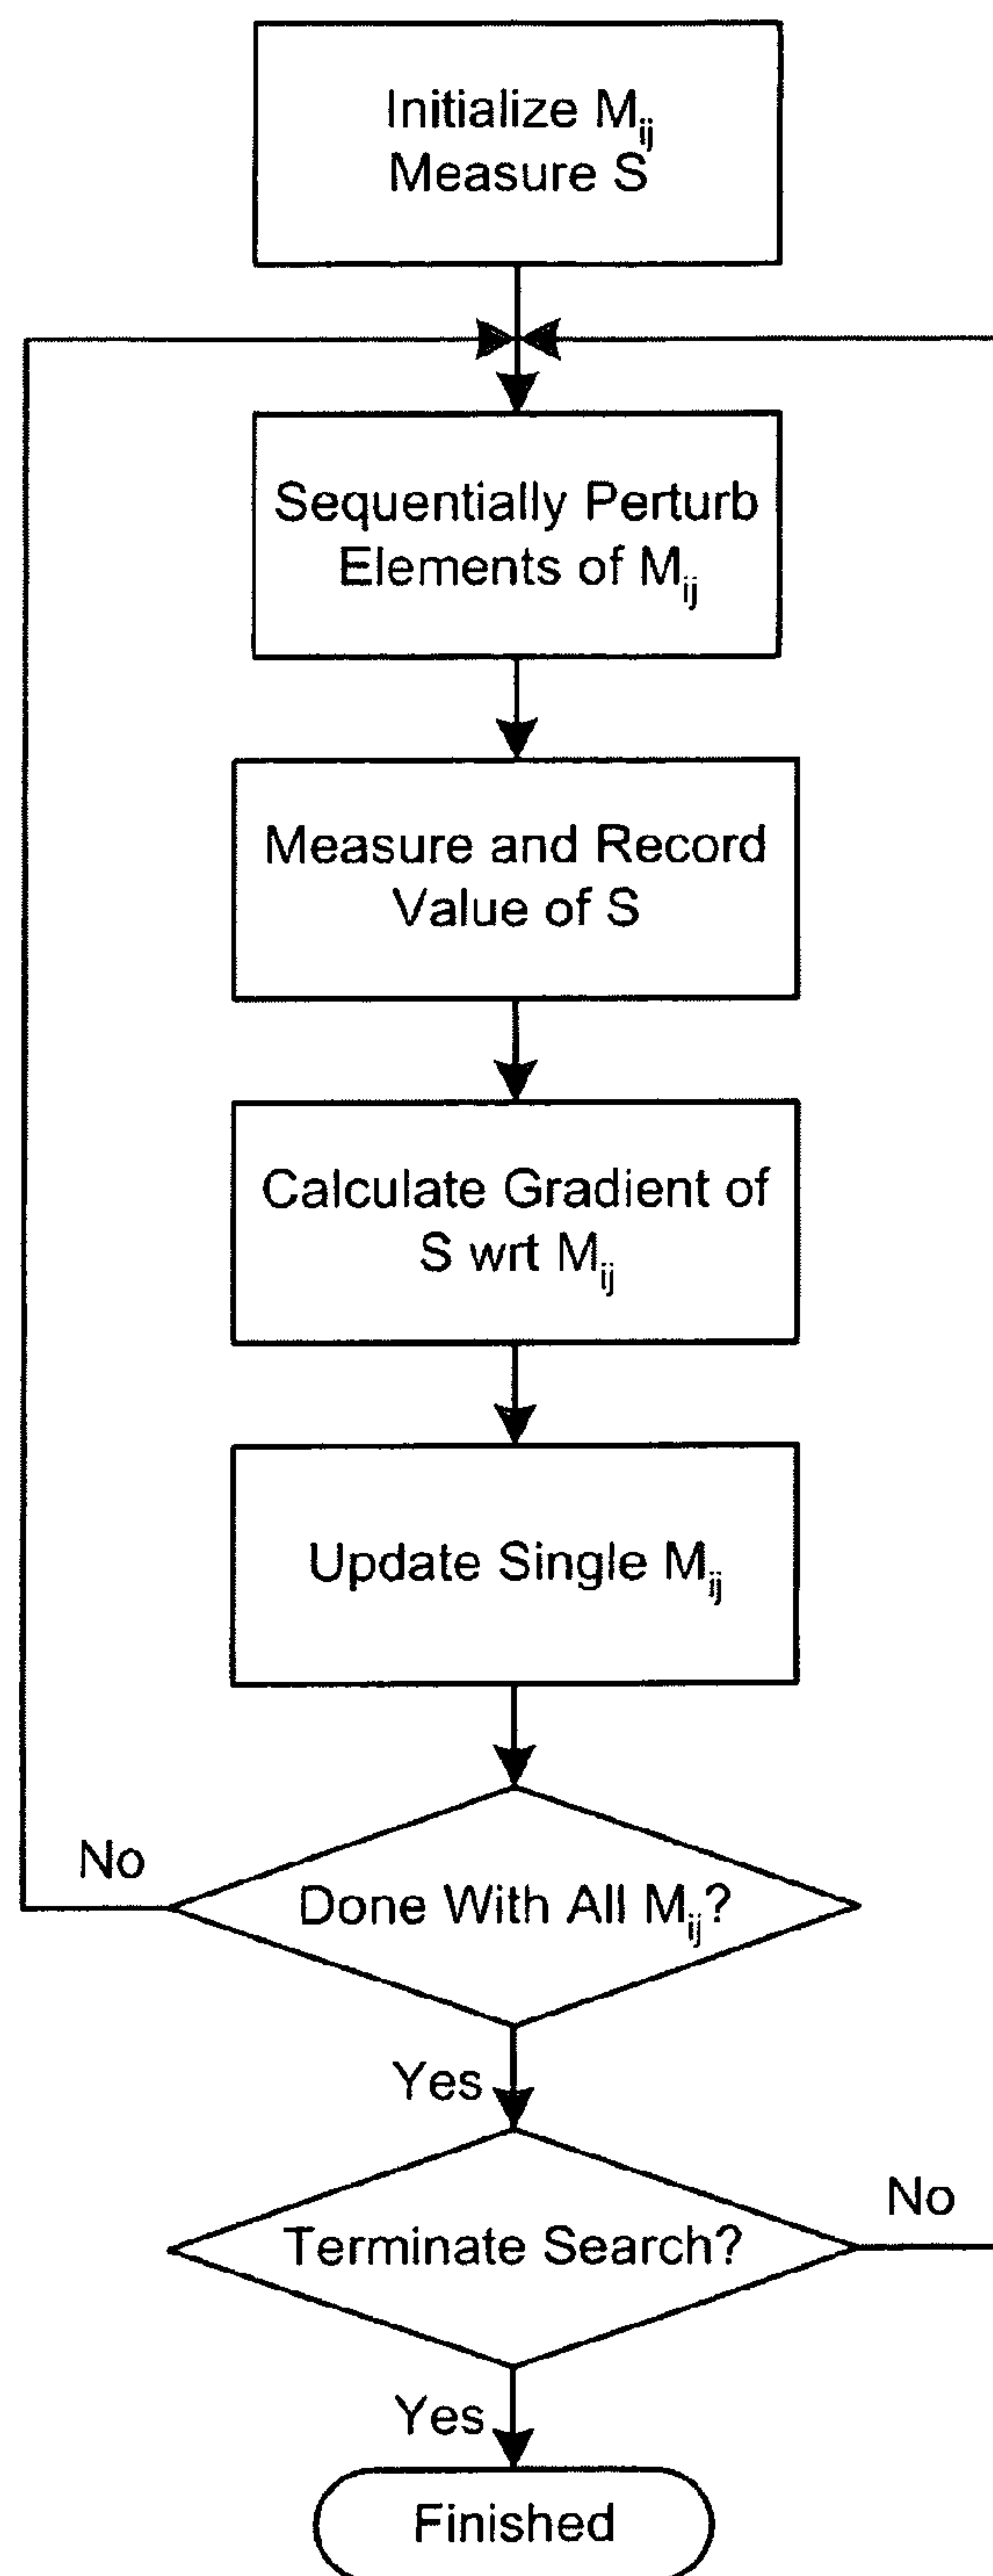 Initialize M_ij
Measure S
Sequentially Perturb
Elements of M_ij
Measure and Record
Value of S
Calculate Gradient of
S wrt M_ij
Update Single M_ij
No
Done With All M_ij?
Yes
No
Terminate Search?
Yes
Finished